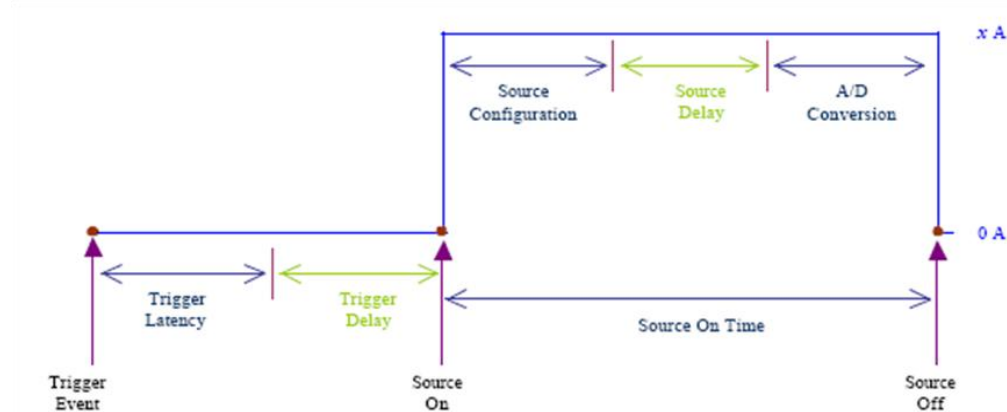 x A
Source
Configuration
Source
Delay
A/D
Conversion
0 A
Trigger
Latency
Trigger
Delay
Source On Time
Trigger
Event
Source
On
Source
Off